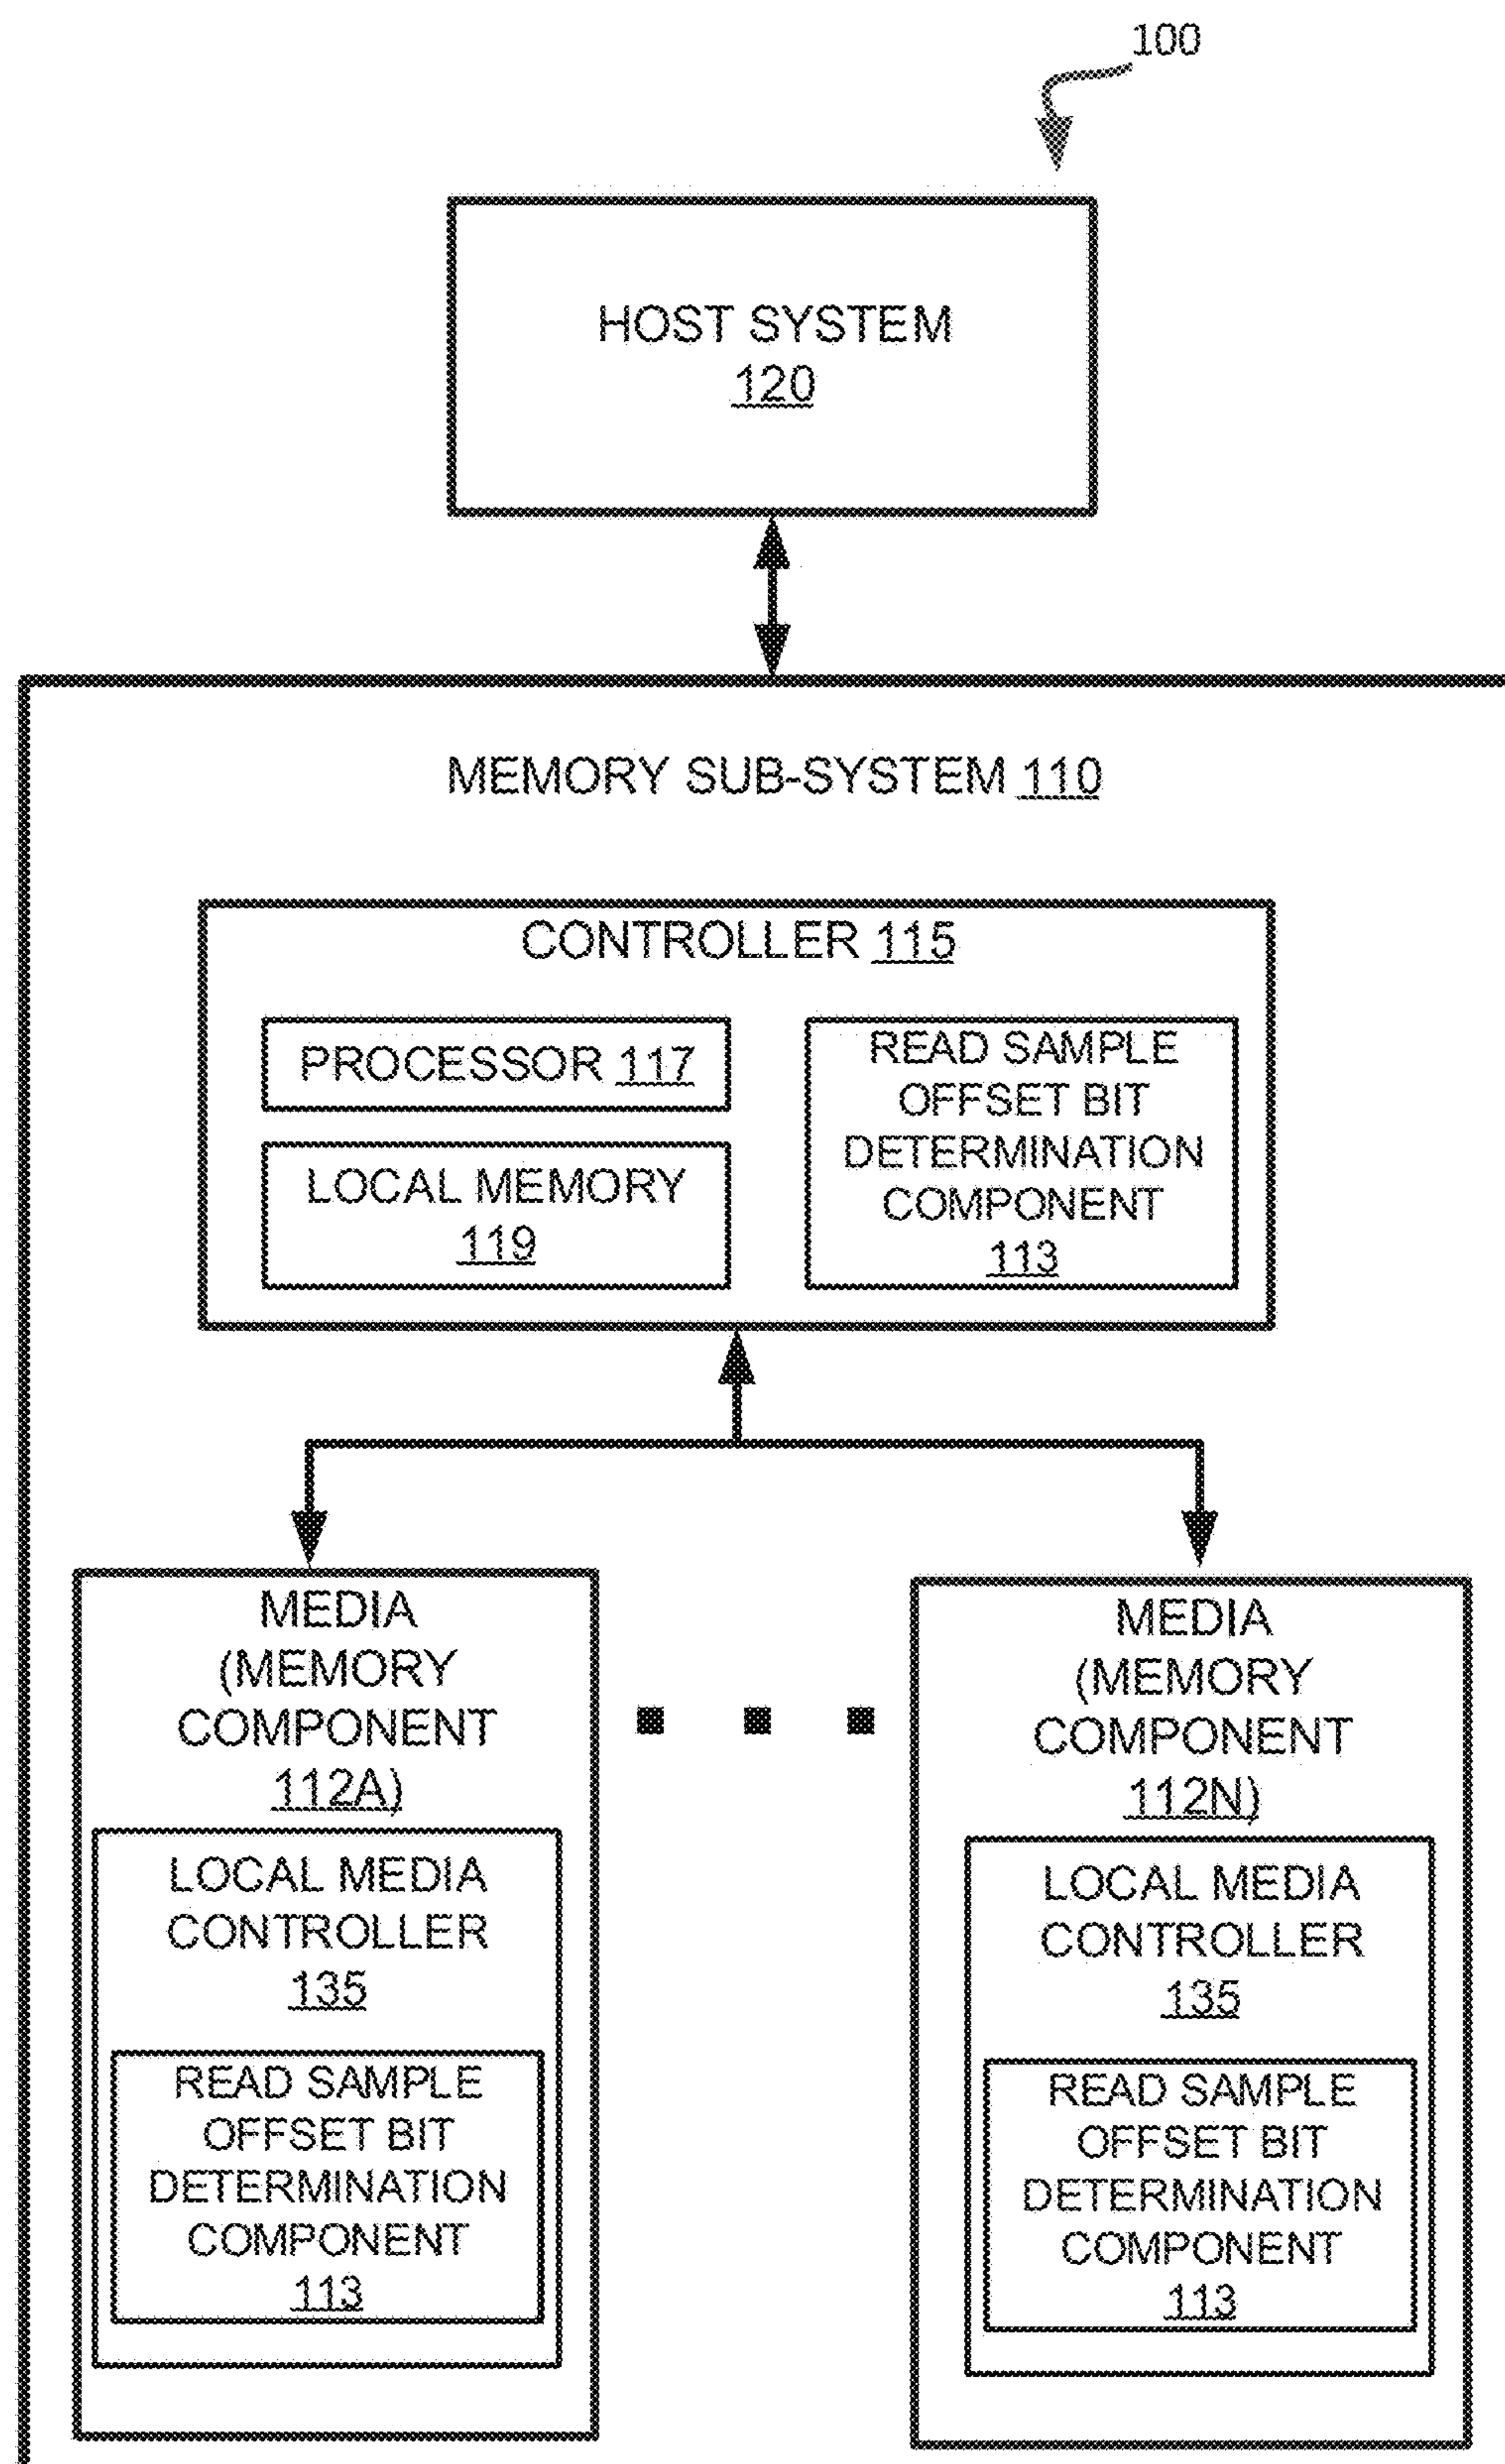 100
HOST SYSTEM
120
MEMORY SUB-SYSTEM 110
CONTROLLER 115
PROCESSOR 117
LOCAL MEMORY
119
READ SAMPLE
OFFSET BIT
DETERMINATION
COMPONENT
113
MEDIA
(MEMORY
COMPONENT
112A)
LOCAL MEDIA
CONTROLLER
135
READ SAMPLE
OFFSET BIT
DETERMINATION
COMPONENT
113
MEDIA
(MEMORY
COMPONENT
112N)
LOCAL MEDIA
CONTROLLER
135
READ SAMPLE
OFFSET BIT
DETERMINATION
COMPONENT
113